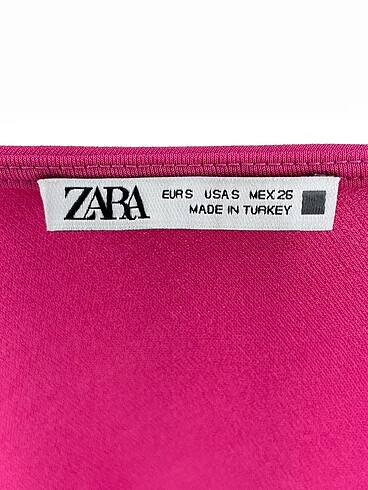 ZARA
EUR S USA S MEX 26
MADE IN TURKEY